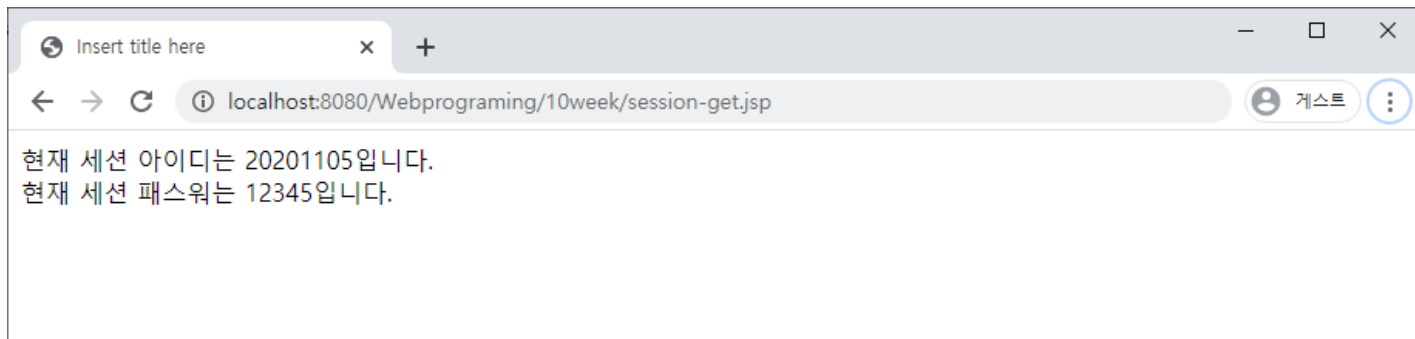 Insert title here
localhost:8080/Webprograming/10week/session-get.jsp
게스트
현재 세션 아이디는 20201105입니다.
현재 세션 패스워는 12345입니다.